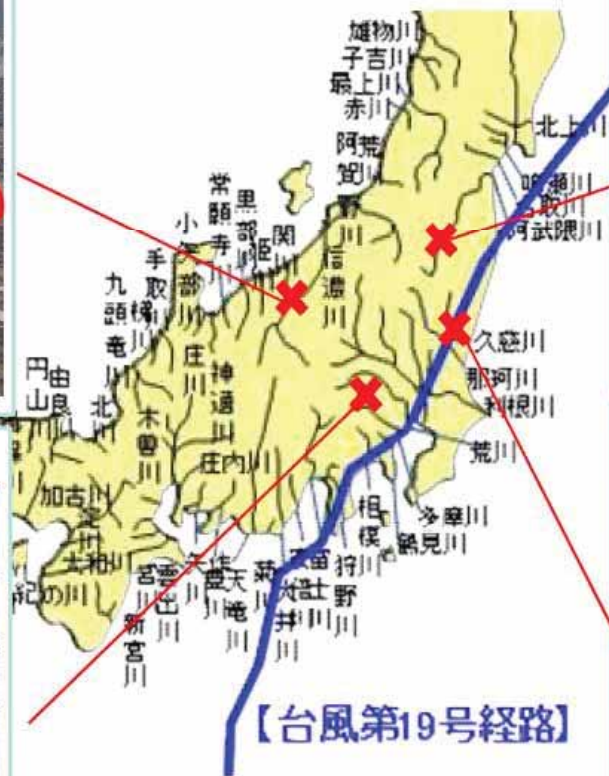 雄物川
子吉川
最上川
赤川
荒川
阿賀野川
北上川
鳴瀬川
名取川
阿武隈川
関川
姫川
黒部川
常願寺川
小矢部川
手取川
梯川
九頭竜川
信濃川
久慈川
那珂川
利根川
荒川
多摩川
鶴見川
相模川
狩野川
富士川
安倍川
大井川
菊川
天竜川
豊川
矢作川
庄内川
神通川
庄川
木曽川
北川
由良川
円山川
加古川
淀川
大和川
紀の川
新宮川
宮川
雲出川
【台風第19号経路】